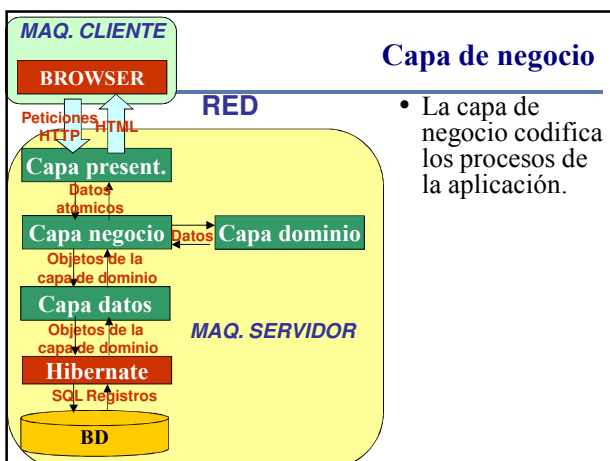 MAQ. CLIENTE
BROWSER
Capa de negocio
RED
Peticiones
HTTP
HTML
• La capa de
negocio codifica
los procesos de
la aplicación.
Capa present.
Datos
atómicos
Capa negocio
Datos
Capa dominio
Objetos de la
capa de dominio
Capa datos
Objetos de la
capa de dominio
MAQ. SERVIDOR
Hibernate
SQL Registros
BD